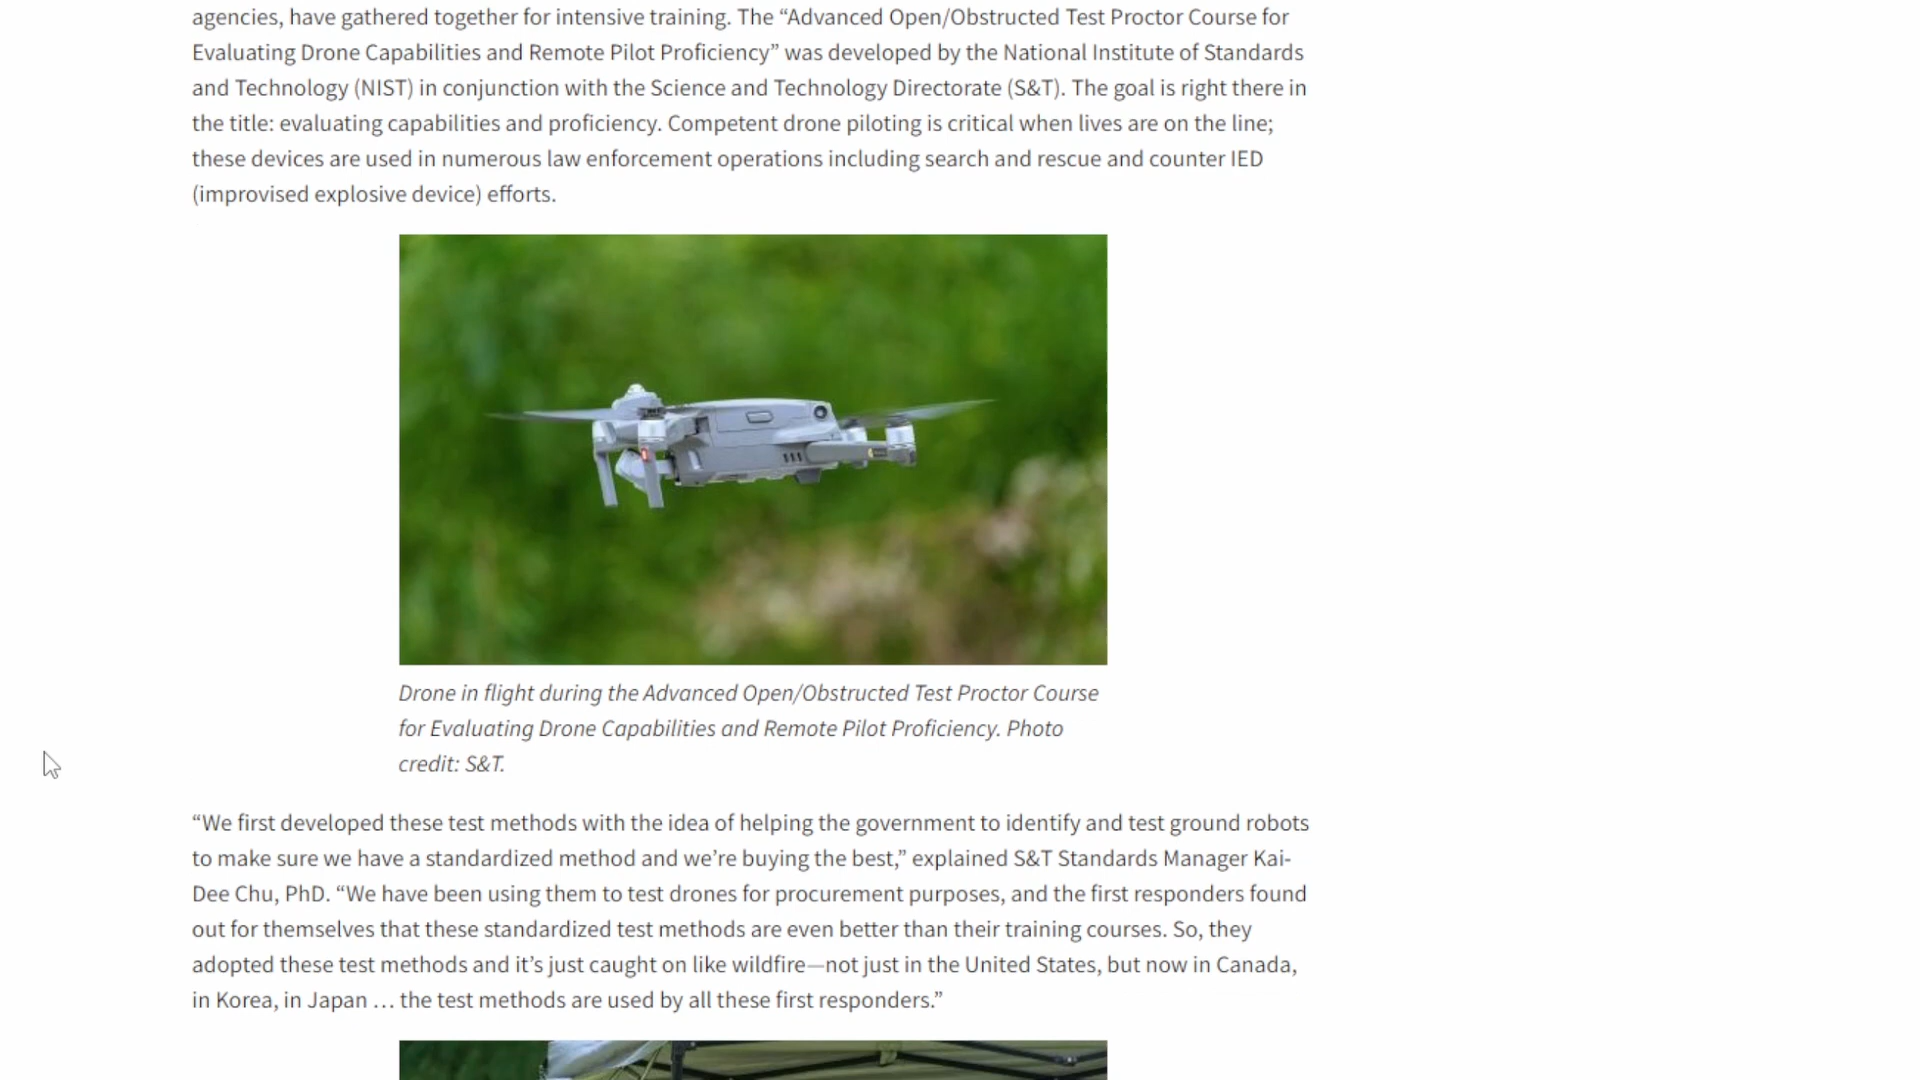 agencies, have gathered together for intensive training. The “Advanced Open/Obstructed Test Proctor Course for
Evaluating Drone Capabilities and Remote Pilot Proficiency” was developed by the National Institute of Standards
and Technology (NIST) in conjunction with the Science and Technology Directorate (S&T). The goal is right there in
the title: evaluating capabilities and proficiency. Competent drone piloting is critical when lives are on the line;
these devices are used in numerous law enforcement operations including search and rescue and counter IED
(improvised explosive device) efforts.
Drone in flight during the Advanced Open/Obstructed Test Proctor Course
for Evaluating Drone Capabilities and Remote Pilot Proficiency. Photo
credit: S&T.
“We first developed these test methods with the idea of helping the government to identify and test ground robots
to make sure we have a standardized method and we’re buying the best,” explained S&T Standards Manager Kai-
Dee Chu, PhD. “We have been using them to test drones for procurement purposes, and the first responders found
out for themselves that these standardized test methods are even better than their training courses. So, they
adopted these test methods and it’s just caught on like wildfire—not just in the United States, but now in Canada,
in Korea, in Japan … the test methods are used by all these first responders.”